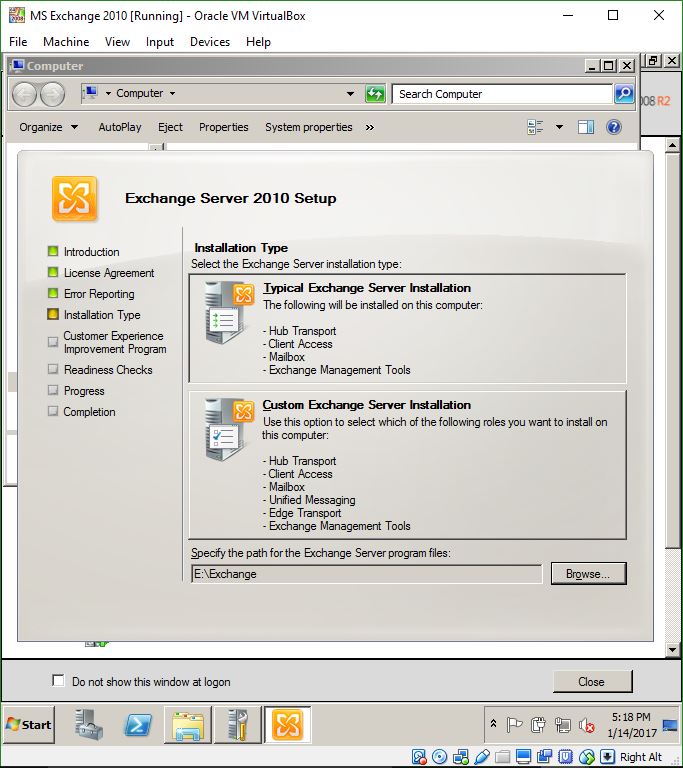 MS Exchange 2010 [Running] - Oracle VM VirtualBox
File Machine View Input Devices Help
Computer
Computer
Search Computer
008 R2
Organize AutoPlay Eject Properties System properties »
Exchange Server 2010 Setup
Introduction
License Agreement
Error Reporting
Installation Type
Customer Experience
Improvement Program
Readiness Checks
Progress
Completion
Installation Type
Select the Exchange Server installation type:
Typical Exchange Server Installation
The following will be installed on this computer:
- Hub Transport
- Client Access
- Mailbox
- Exchange Management Tools
Custom Exchange Server Installation
Use this option to select which of the following roles you want to install on
this computer:
- Hub Transport
- Client Access
- Mailbox
- Unified Messaging
- Edge Transport
- Exchange Management Tools
Specify the path for the Exchange Server program files:
E:\Exchange
Browse...
Do not show this window at logon
Close
Start
5:18 PM
1/14/2017
Right Alt